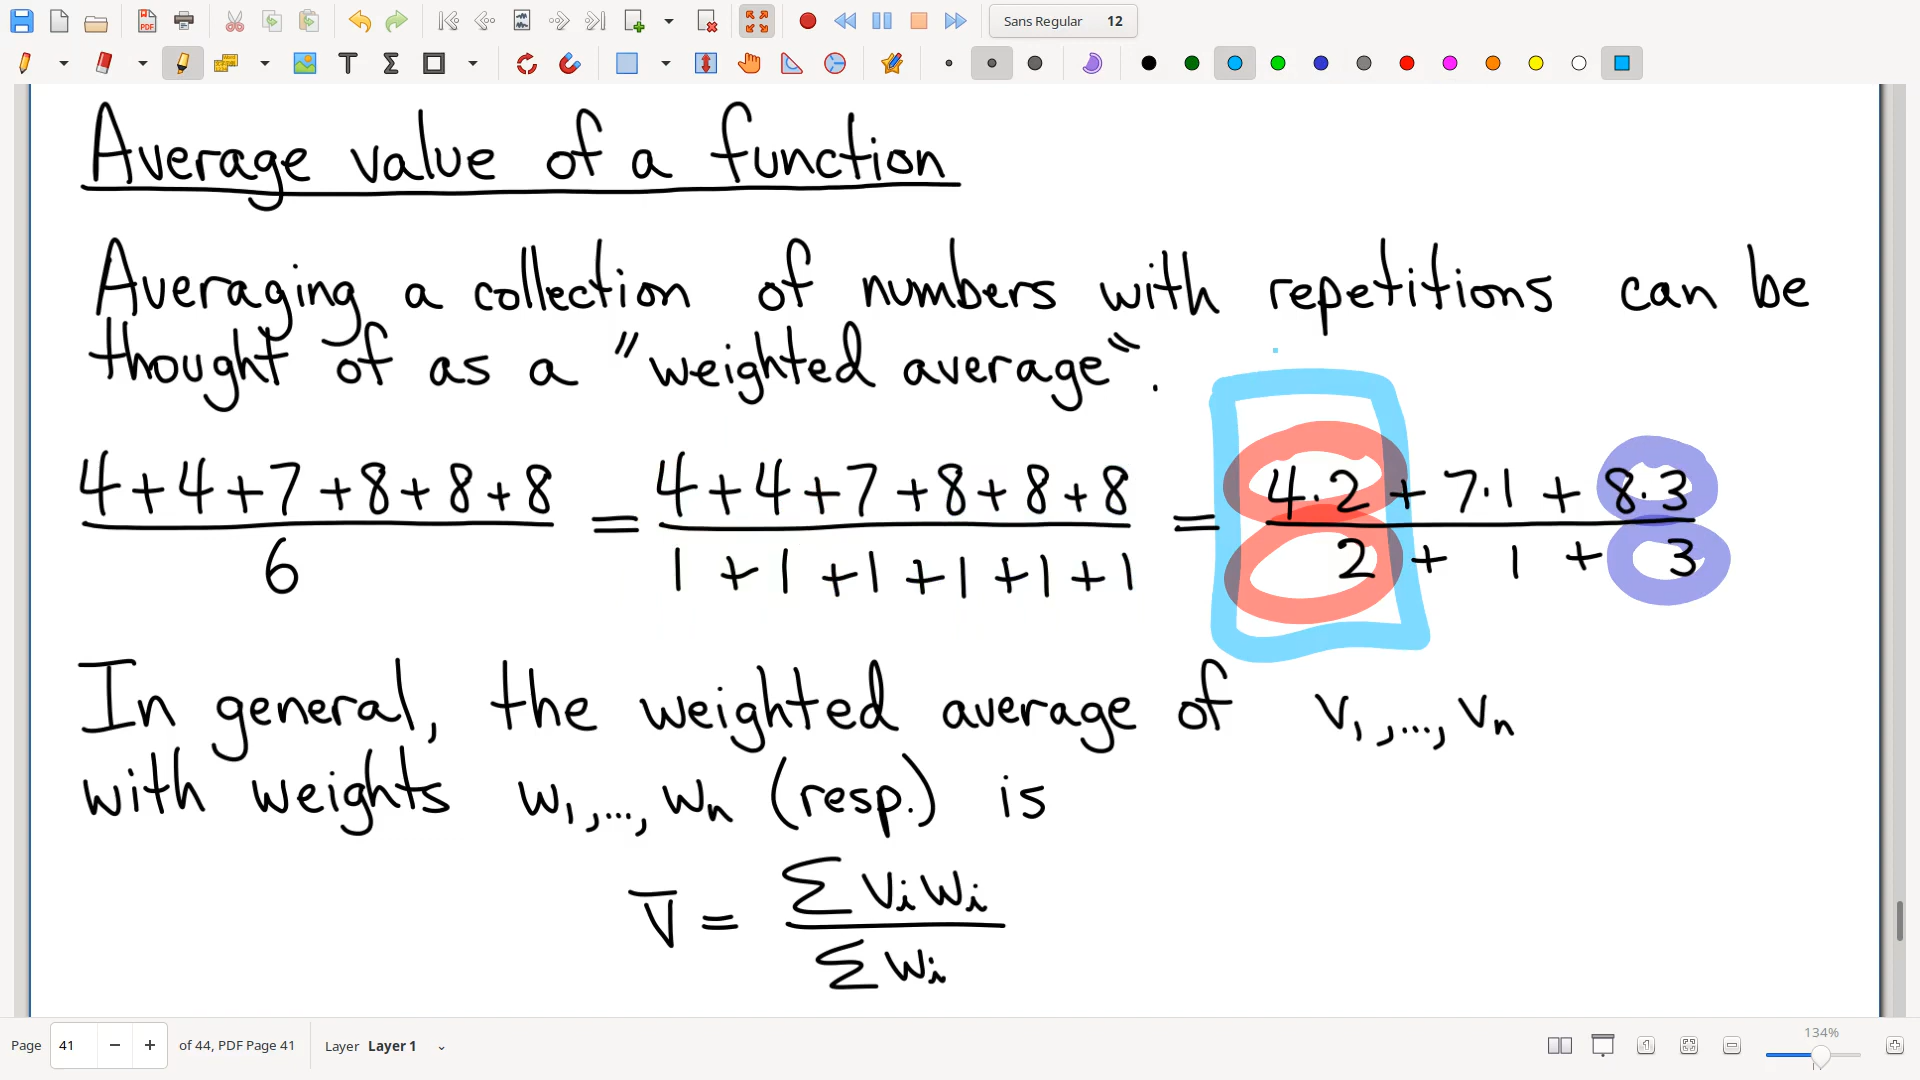 Sans Regular 12
Average value of a function
Averaging a collection of numbers with repetitions can be
thought of as a "weighted average".
4+4+7+8+8+8 / 6 = 4+4+7+8+8+8 / 1+1+1+1+1+1 = 4·2+7·1+8·3 / 2+1+3
In general, the weighted average of v₁,...,vₙ
with weights w₁,...,wₙ (resp.) is
V̅ = ∑vᵢwᵢ / ∑wᵢ
Page 41 of 44, PDF Page 41 Layer Layer 1 134%